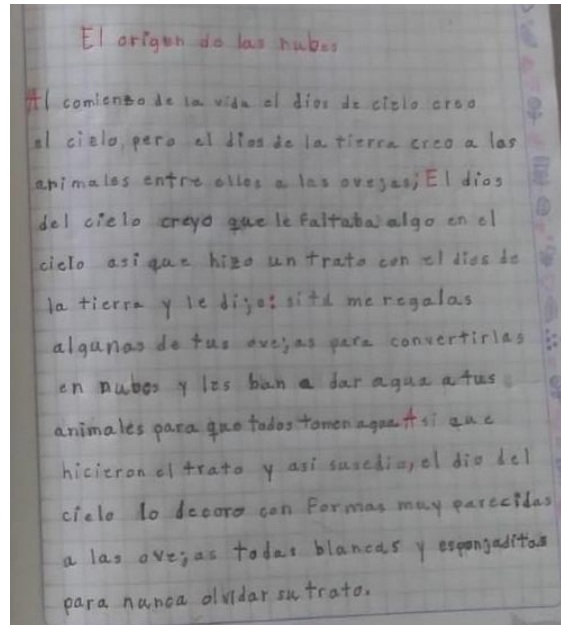 El origen de las nubes
Al comienso de la vida el dios de cielo creo
el cielo, pero el dios de la tierra creo a los
animales entre ellos a las ovejas; El dios
del cielo creyo que le faltaba algo en el
cielo asi que hizo un trato con el dios de
la tierra y le dijo: si tú me regalas
algunas de tus ovejas para convertirlas
en nubes y les ban a dar agua a tus
animales para que todos tomen agua Asi que
hicieron el trato y asi susedio, el dio del
cielo lo decoro con formas muy parecidas
a las ovejas todas blancas y esponjaditas
para nunca olvidar su trato.